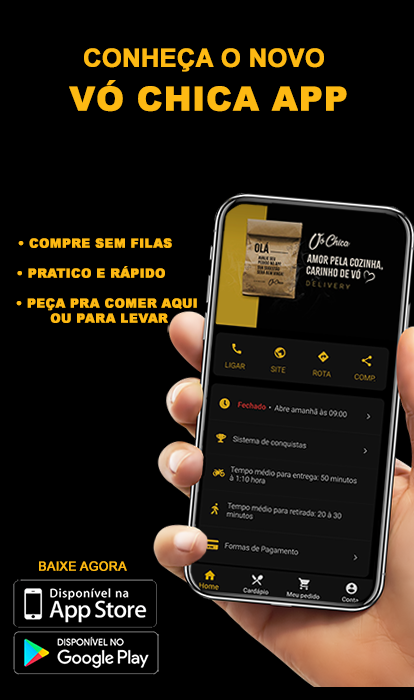 CONHEÇA O NOVO
VÓ CHICA APP
• COMPRE SEM FILAS
• PRATICO E RÁPIDO
• PEÇA PRA COMER AQUI
OU PARA LEVAR
OLÁ
Vó Chica
AMOR PELA COZINHA,
CARINHO DE VÓ
DELIVERY
LIGAR
SITE
ROTA
COMP.
Fechado • Abre amanhã às 09:00
Sistema de conquistas
Tempo médio para entrega: 50 minutos
à 1:10 hora
Tempo médio para retirada: 20 à 30
minutos
Formas de Pagamento
Home
Cardápio
Meu pedido
Conta
BAIXE AGORA
Disponível na
App Store
DISPONÍVEL NO
Google Play